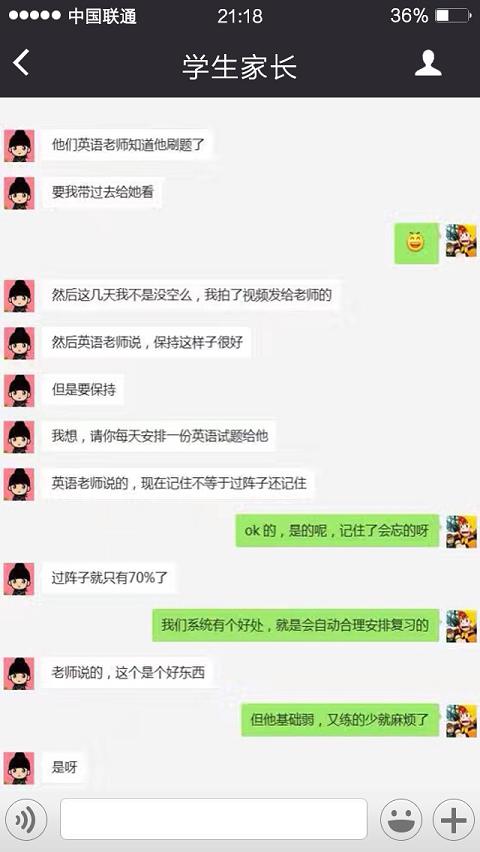 中国联通 21:18 36%
学生家长
他们英语老师知道他刷题了
要我带过去给她看
然后这几天我不是没空么，我拍了视频发给老师的
然后英语老师说，保持这样子很好
但是要保持
我想，请你每天安排一份英语试题给他
英语老师说的，现在记住不等于过阵子还记住
ok 的，是的呢，记住了会忘的呀
过阵子就只有70%了
我们系统有个好处，就是会自动合理安排复习的
老师说的，这个是个好东西
但他基础弱，又练的少就麻烦了
是呀